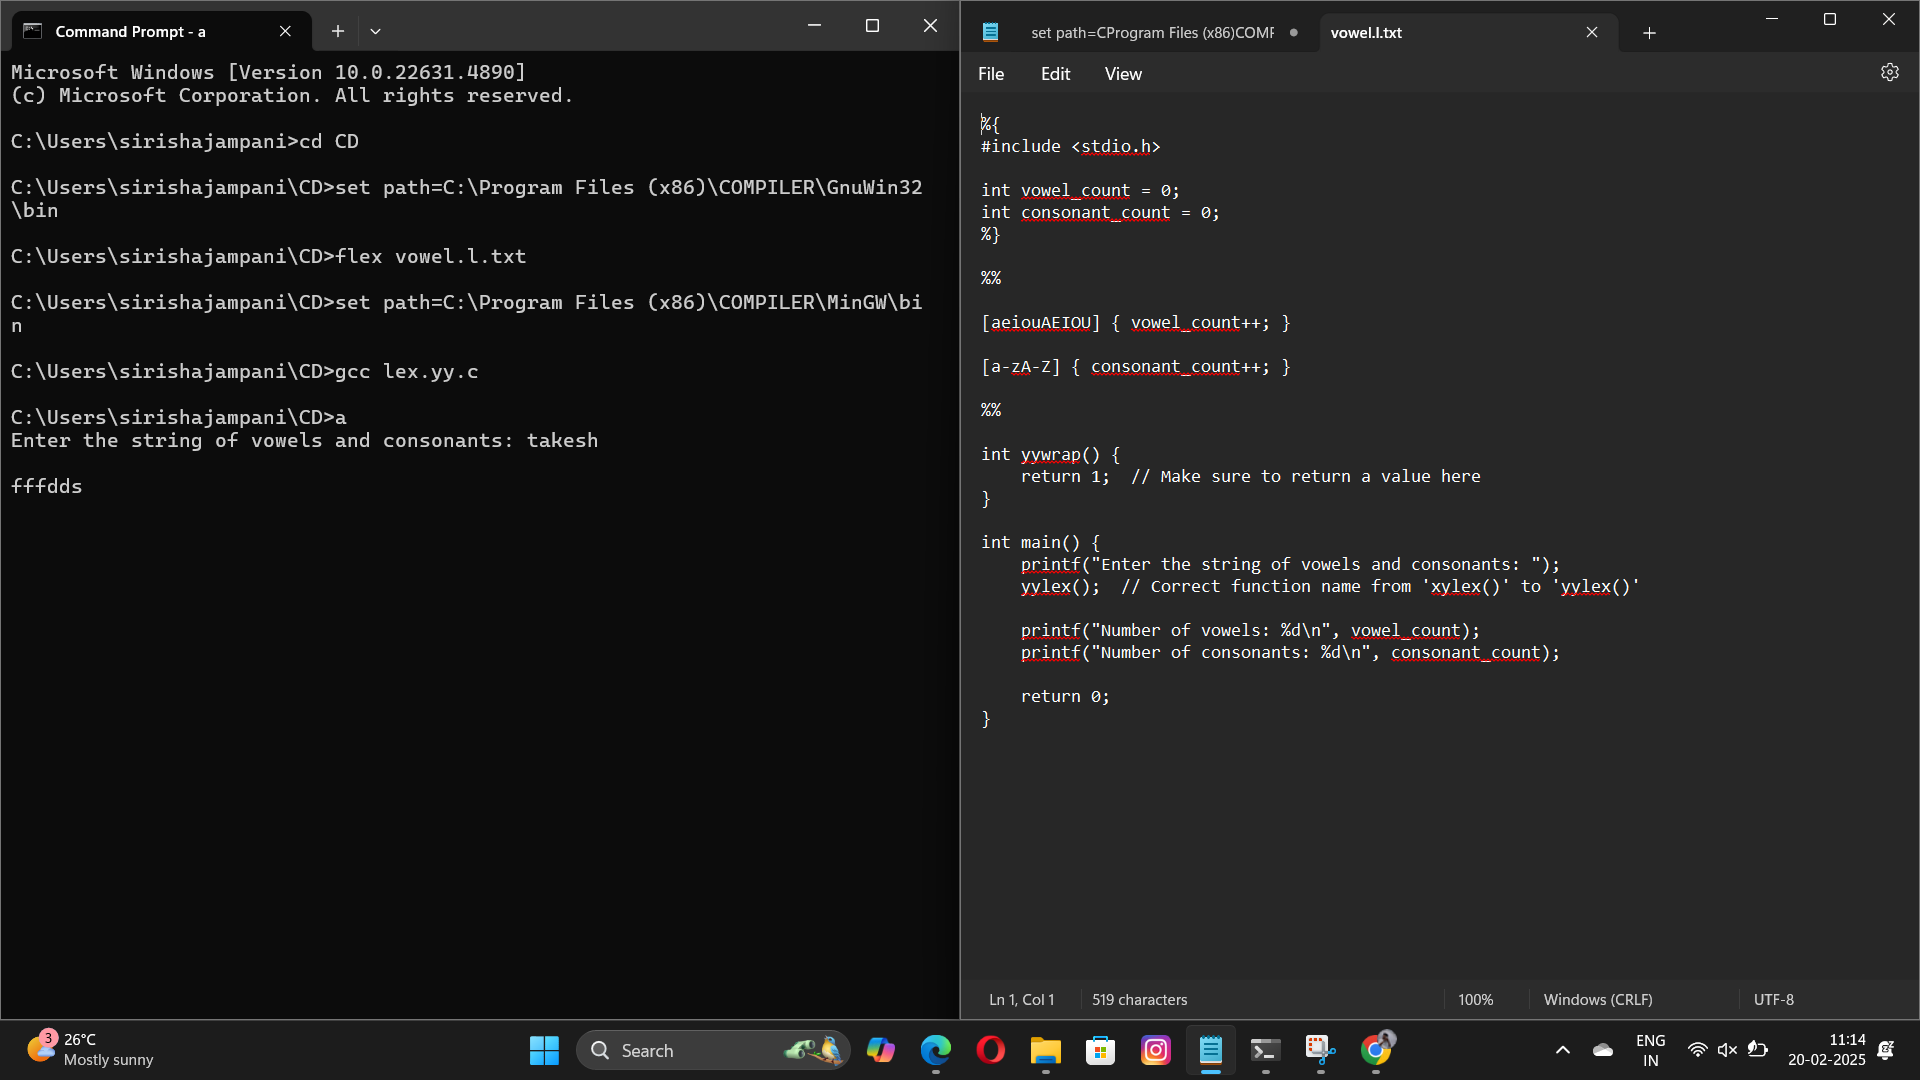 Command Prompt - a
Microsoft Windows [Version 10.0.22631.4890]
(c) Microsoft Corporation. All rights reserved.
C:\Users\sirishajampani>cd CD
C:\Users\sirishajampani\CD>set path=C:\Program Files (x86)\COMPILER\GnuWin32
\bin
C:\Users\sirishajampani\CD>flex vowel.l.txt
C:\Users\sirishajampani\CD>set path=C:\Program Files (x86)\COMPILER\MinGW\bi
n
C:\Users\sirishajampani\CD>gcc lex.yy.c
C:\Users\sirishajampani\CD>a
Enter the string of vowels and consonants: takesh
fffdds
set path=CProgram Files (x86)COMF
vowel.l.txt
File Edit View
%{
#include <stdio.h>
int vowel_count = 0;
int consonant_count = 0;
%}
%%
[aeiouAEIOU] { vowel_count++; }
[a-zA-Z] { consonant_count++; }
%%
int yywrap() {
    return 1;  // Make sure to return a value here
}
int main() {
    printf("Enter the string of vowels and consonants: ");
    yylex();  // Correct function name from 'xylex()' to 'yylex()'
    printf("Number of vowels: %d\n", vowel_count);
    printf("Number of consonants: %d\n", consonant_count);
    return 0;
}
Ln 1, Col 1 519 characters 100% Windows (CRLF) UTF-8
3
26°C
Mostly sunny
Search
ENG
IN
11:14
20-02-2025